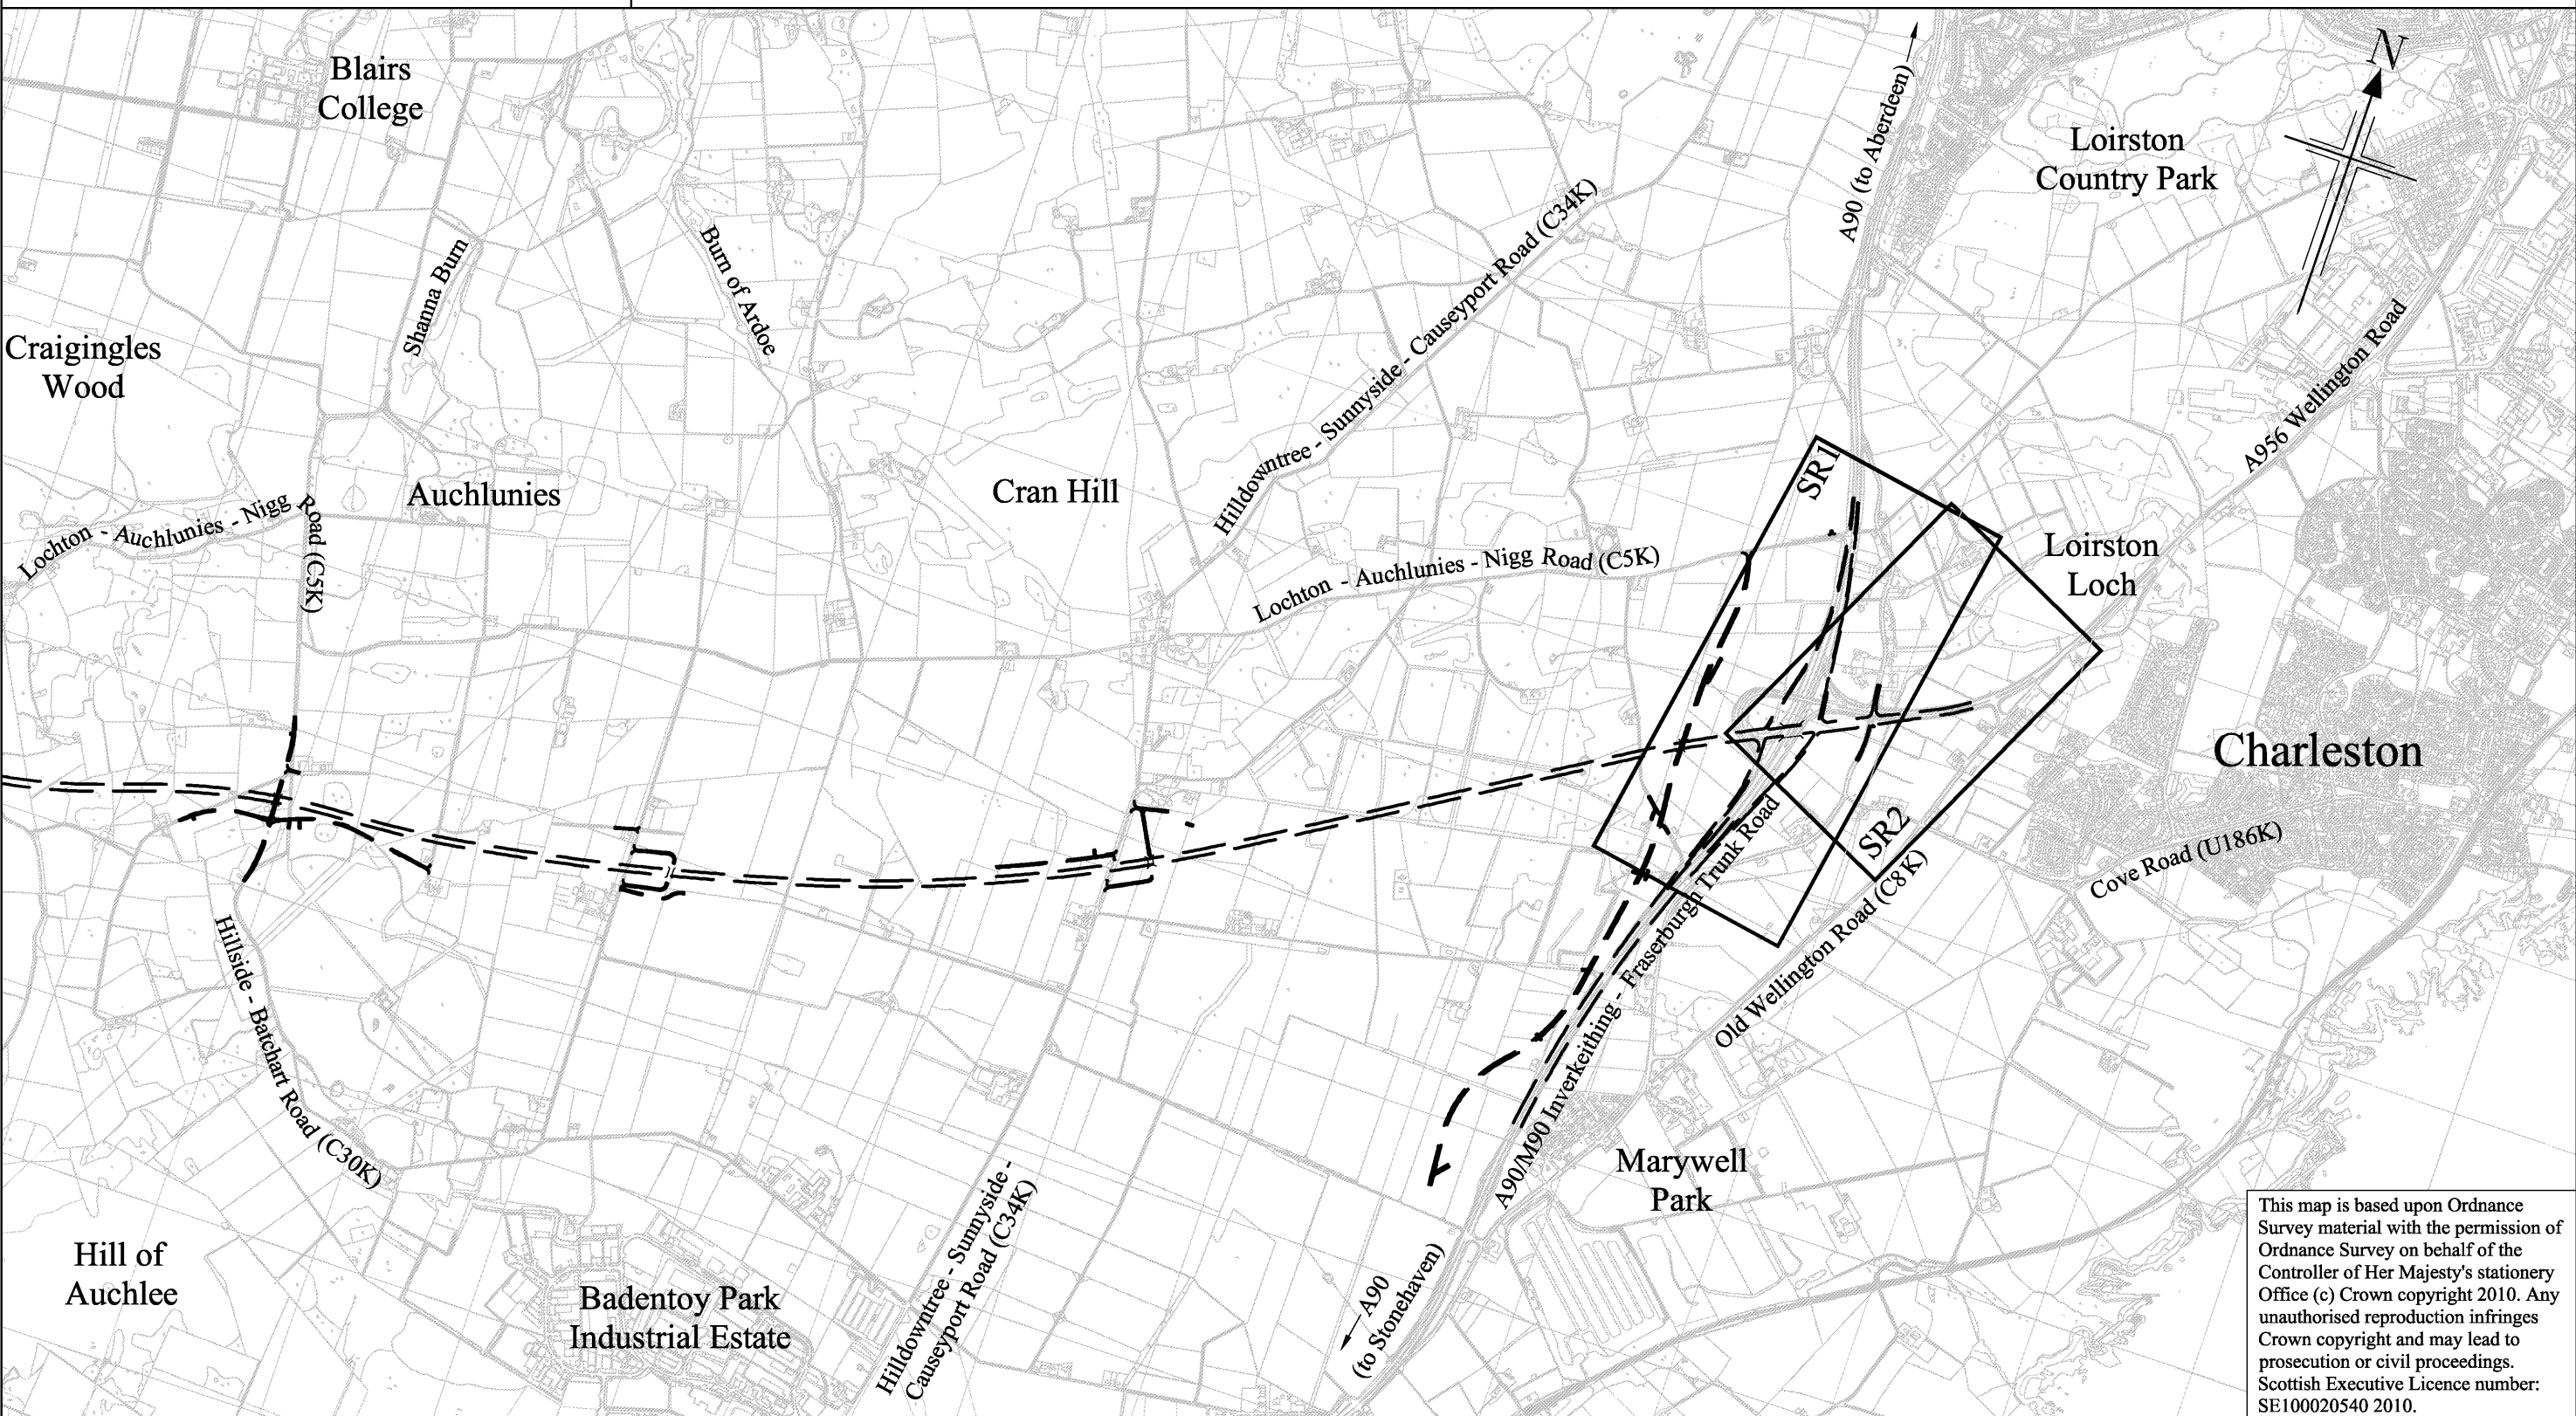 Blairs
College
A90 (to Aberdeen)
N
Loirston
Country Park
Craigingles
Wood
Shanna Burn
Burn of Ardoe
Hilldowntree - Sunnyside - Causeyport Road (C34K)
A956 Wellington Road
Lochton - Auchlunies - Nigg Road (C5K)
Auchlunies
Cran Hill
SR1
Lochton - Auchlunies - Nigg Road (C5K)
Loirston
Loch
Charleston
SR2
Cove Road (U186K)
Hillside - Batchart Road (C30K)
A90/M90 Inverkeithing - Fraserburgh Trunk Road
Old Wellington Road (C8K)
Marywell
Park
Hill of
Auchlee
Badentoy Park
Industrial Estate
Hilldowntree - Sunnyside -
Causeyport Road (C34K)
A90
(to Stonehaven)
This map is based upon Ordnance
Survey material with the permission of
Ordnance Survey on behalf of the
Controller of Her Majesty's stationery
Office (c) Crown copyright 2010. Any
unauthorised reproduction infringes
Crown copyright and may lead to
prosecution or civil proceedings.
Scottish Executive Licence number:
SE100020540 2010.